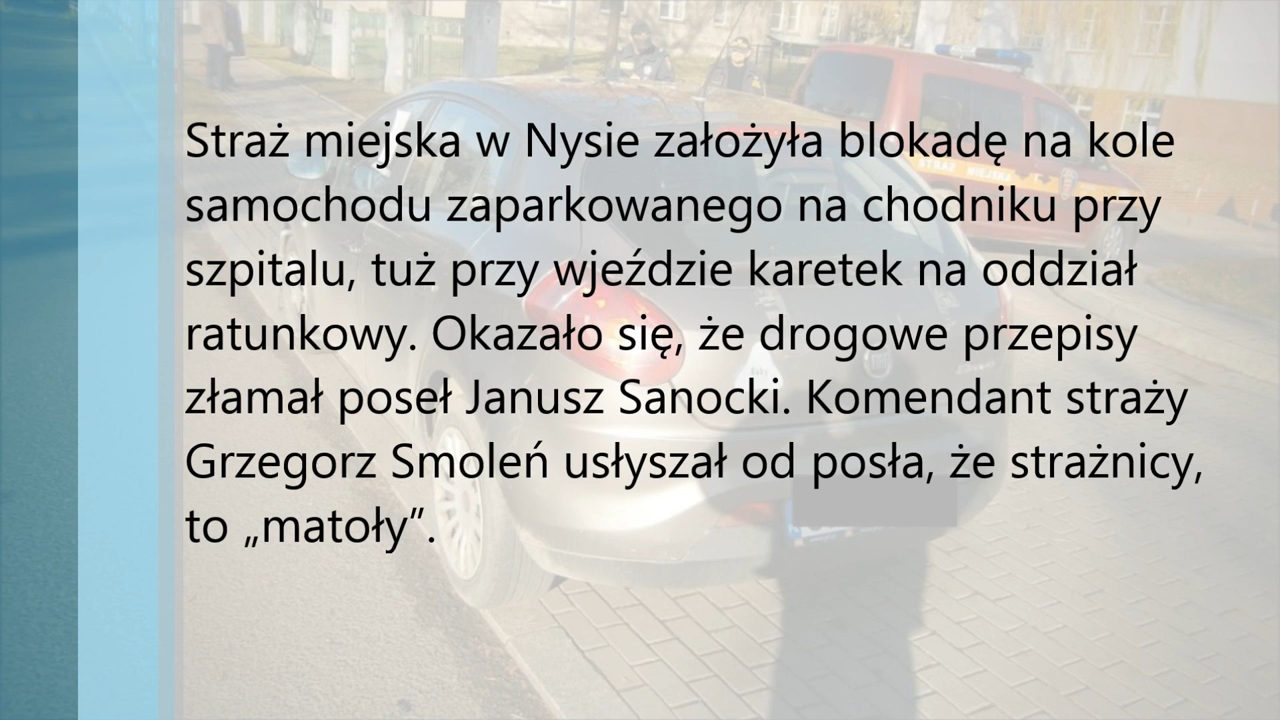 Straż miejska w Nysie założyła blokadę na kole
samochodu zaparkowanego na chodniku przy
szpitalu, tuż przy wjeździe karetek na oddział
ratunkowy. Okazało się, że drogowe przepisy
złamał poseł Janusz Sanocki. Komendant straży
Grzegorz Smoleń usłyszał od posła, że strażnicy,
to „matoły”.